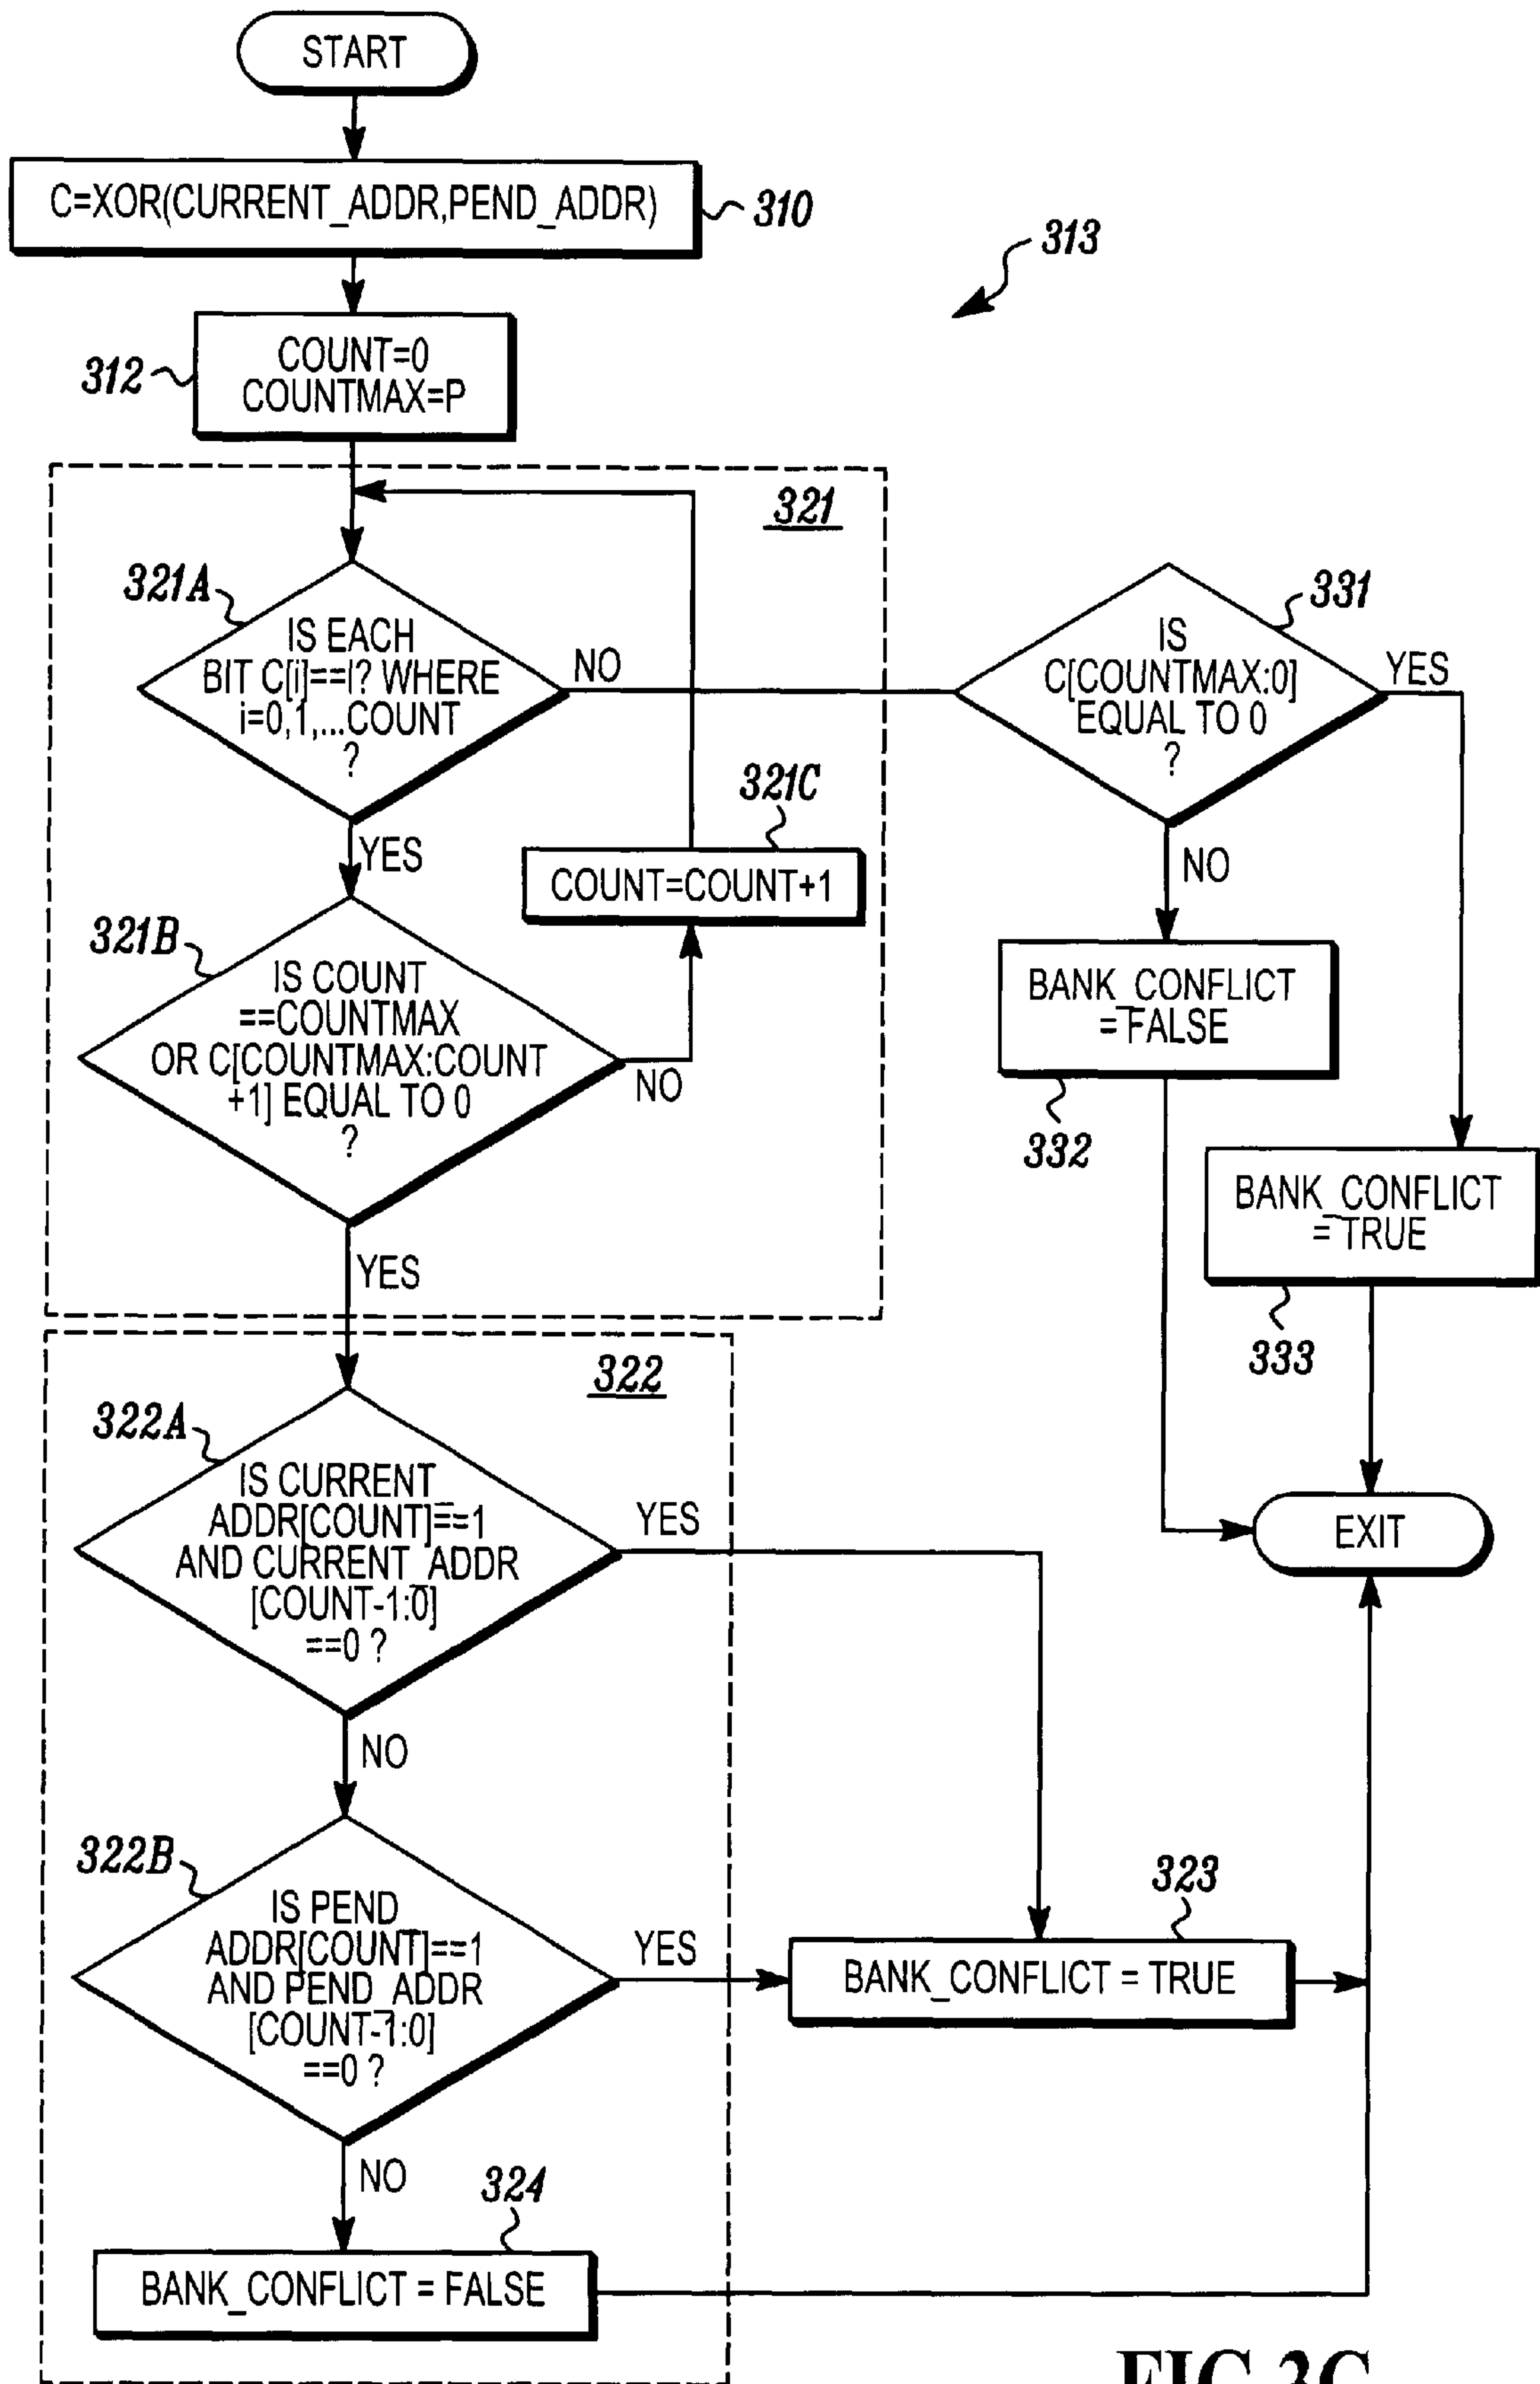 START
C=XOR(CURRENT_ADDR,PEND_ADDR)
310
313
312
COUNT=0
COUNTMAX=P
321
321A
IS EACH
BIT C[i]==I? WHERE
i=0,1,...COUNT
?
NO
YES
331
IS
C[COUNTMAX:0]
EQUAL TO 0
?
YES
NO
321C
COUNT=COUNT+1
321B
IS COUNT
==COUNTMAX
OR C[COUNTMAX:COUNT
+1] EQUAL TO 0
?
NO
YES
BANK_CONFLICT
=FALSE
332
BANK_CONFLICT
=TRUE
333
322
322A
IS CURRENT_
ADDR[COUNT]==1
AND CURRENT_ADDR
[COUNT-1:0]
==0 ?
YES
NO
EXIT
322B
IS PEND_
ADDR[COUNT]==1
AND PEND_ADDR
[COUNT-1:0]
==0 ?
YES
NO
323
BANK_CONFLICT = TRUE
324
BANK_CONFLICT = FALSE
FIG.3C